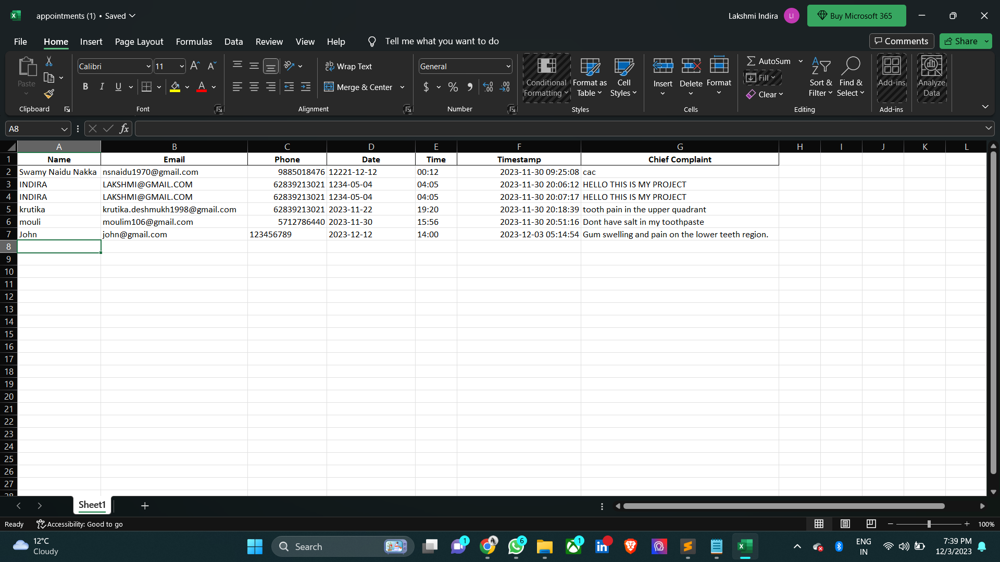 appointments (1) • Saved
Lakshmi Indira
LI
Buy Microsoft 365
File Home Insert Page Layout Formulas Data Review View Help Tell me what you want to do
Comments Share
Paste
Clipboard
Calibri 11
B I U
Font
Wrap Text
Merge & Center
Alignment
General
$ % 9
Number
Conditional Formatting
Format as Table
Cell Styles
Styles
Insert Delete Format
Cells
AutoSum
Fill
Clear
Sort & Filter
Find & Select
Editing
Add-ins
Add-ins
Analyze Data
A8 fx
A B C D E F G H I J K L
1 Name Email Phone Date Time Timestamp Chief Complaint
2 Swamy Naidu Nakka nsnaidu1970@gmail.com 9885018476 12221-12-12 00:12 2023-11-30 09:25:08 cac
3 INDIRA LAKSHMI@GMAIL.COM 62839213021 1234-05-04 04:05 2023-11-30 20:06:12 HELLO THIS IS MY PROJECT
4 INDIRA LAKSHMI@GMAIL.COM 62839213021 1234-05-04 04:05 2023-11-30 20:07:17 HELLO THIS IS MY PROJECT
5 krutika krutika.deshmukh1998@gmail.com 62839213021 2023-11-22 19:20 2023-11-30 20:18:39 tooth pain in the upper quadrant
6 mouli moulim106@gmail.com 5712786440 2023-11-30 15:56 2023-11-30 20:51:16 Dont have salt in my toothpaste
7 John john@gmail.com 123456789 2023-12-12 14:00 2023-12-03 05:14:54 Gum swelling and pain on the lower teeth region.
8
9
10
11
12
13
14
15
16
17
18
19
20
21
22
23
24
25
26
27
28
Sheet1
Ready Accessibility: Good to go
100%
12°C
Cloudy
Search
1
6
1
ENG
IN
7:39 PM
12/3/2023